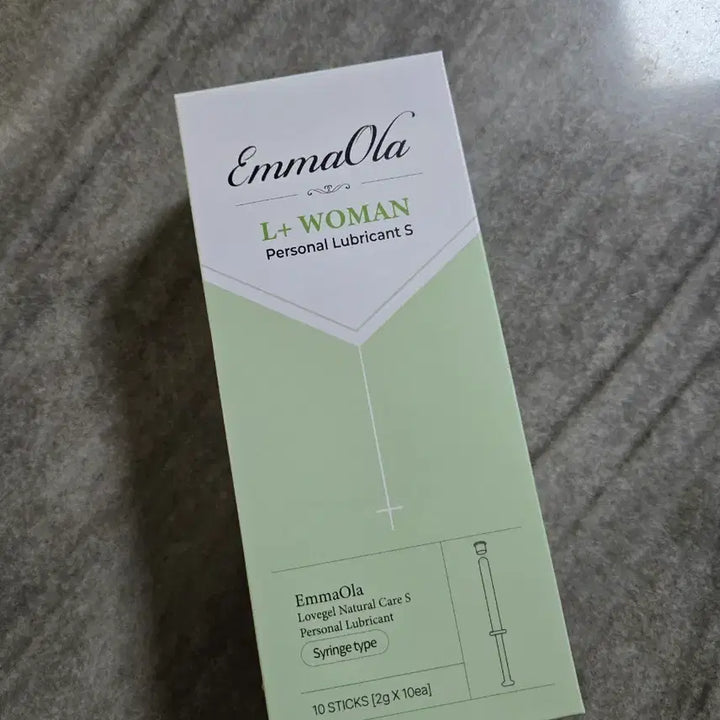 EmmaOla
L+ WOMAN
Personal Lubricant S
EmmaOla
Lovegel Natural Care S
Personal Lubricant
Syringe type
10 STICKS [2g X 10ea]